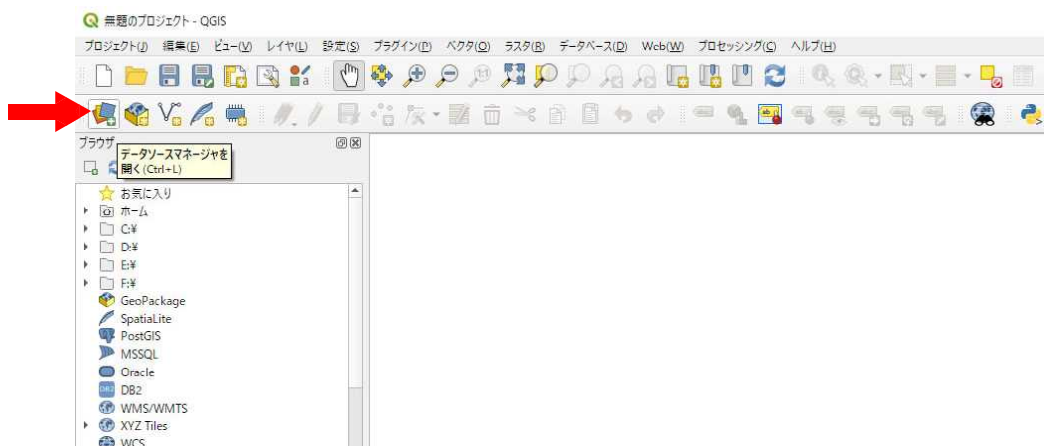 無題のプロジェクト - QGIS
プロジェクト(J) 編集(E) ビュー(V) レイヤ(L) 設定(S) プラグイン(P) ベクタ(O) ラスタ(R) データベース(D) Web(W) プロセッシング(C) ヘルプ(H)
ブラウザ
データソースマネージャを
開く(Ctrl+L)
お気に入り
ホーム
C:¥
D:¥
E:¥
F:¥
GeoPackage
SpatiaLite
PostGIS
MSSQL
Oracle
DB2
WMS/WMTS
XYZ Tiles
WCS